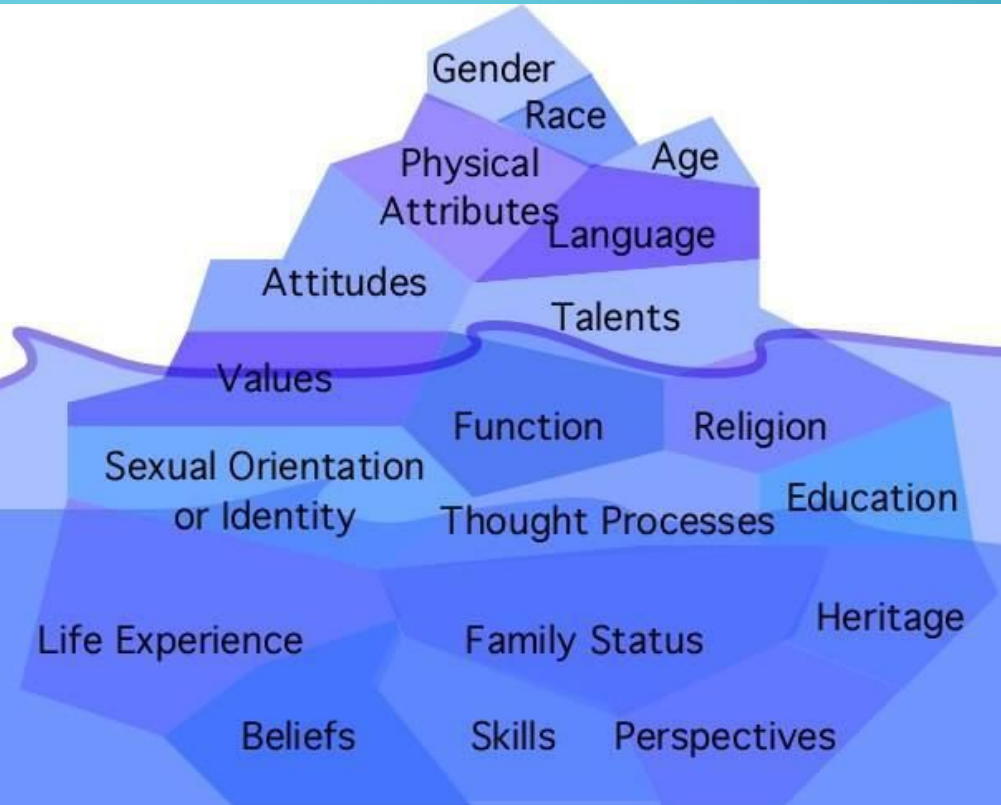 Gender
Race
Age
Physical
Attributes
Language
Attitudes
Talents
Values
Function
Religion
Sexual Orientation
or Identity
Thought Processes
Education
Life Experience
Family Status
Heritage
Beliefs
Skills
Perspectives